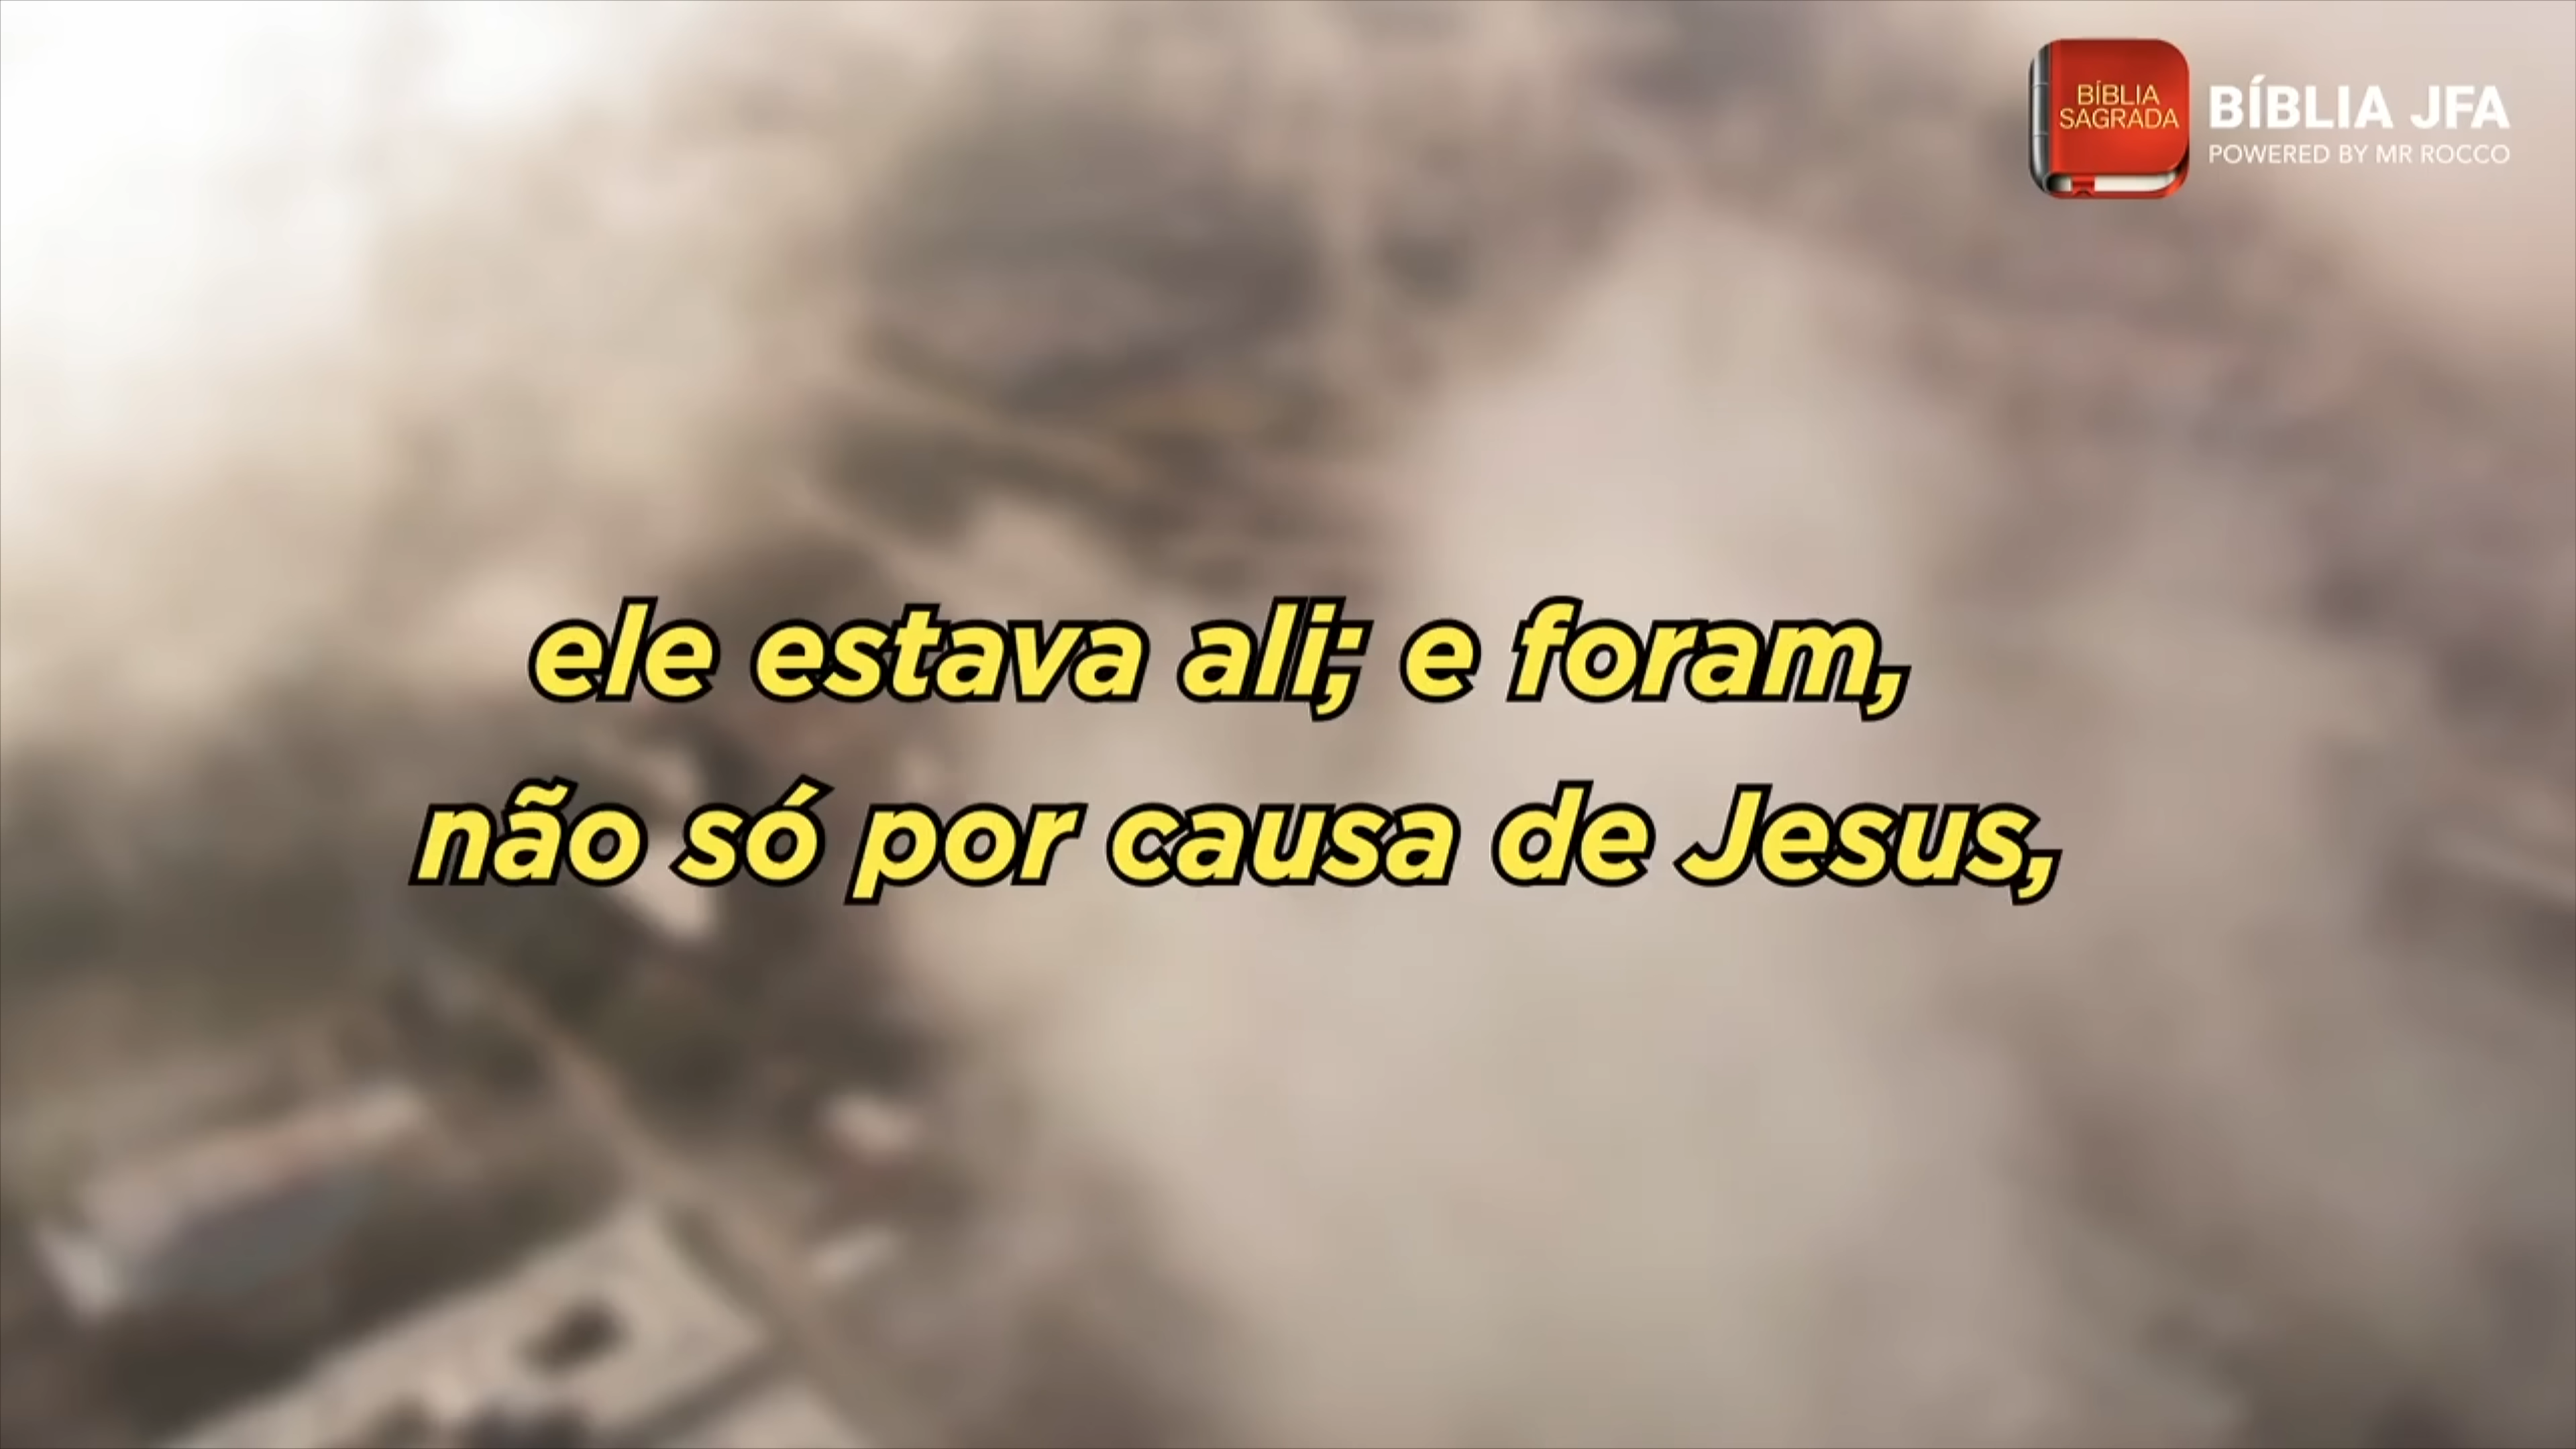 BÍBLIA
SAGRADA
BÍBLIA JFA
POWERED BY MR ROCCO
ele estava ali; e foram,
não só por causa de Jesus,